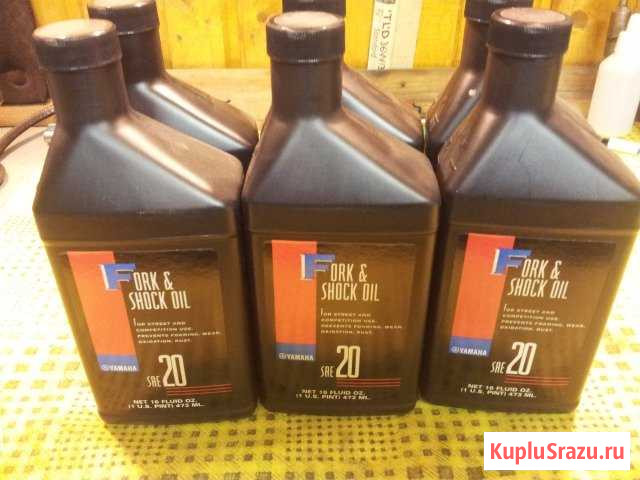 FORK &
SHOCK OIL
FOR STREET AND
COMPETITION USE.
PREVENTS FOAMING, WEAR,
OXIDATION, RUST.
YAMAHA
SAE 20
NET 16 FLUID OZ.
(1 U.S. PINT) 473 ML.
FORK &
SHOCK OIL
FOR STREET AND
COMPETITION USE.
PREVENTS FOAMING, WEAR,
OXIDATION, RUST.
YAMAHA
SAE 20
NET 16 FLUID OZ.
(1 U.S. PINT) 473 ML.
FORK &
SHOCK OIL
FOR STREET AND
COMPETITION USE.
PREVENTS FOAMING, WEAR,
OXIDATION, RUST.
YAMAHA
SAE 20
NET 16 FLUID OZ.
(1 U.S. PINT) 473 ML.
KupluSrazu.ru